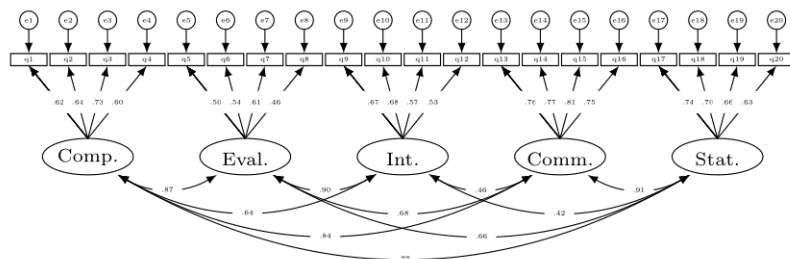 e1 e2 e3 e4 e5 e6 e7 e8 e9 e10 e11 e12 e13 e14 e15 e16 e17 e18 e19 e20
q1 q2 q3 q4 q5 q6 q7 q8 q9 q10 q11 q12 q13 q14 q15 q16 q17 q18 q19 q20
.62 .64 .73 .60 .50 .54 .61 .46 .67 .68 .57 .53 .76 .77 .81 .75 .74 .70 .66 .63
Comp. Eval. Int. Comm. Stat.
.87 .90 .46 .91
.64 .68 .42
.84 .66